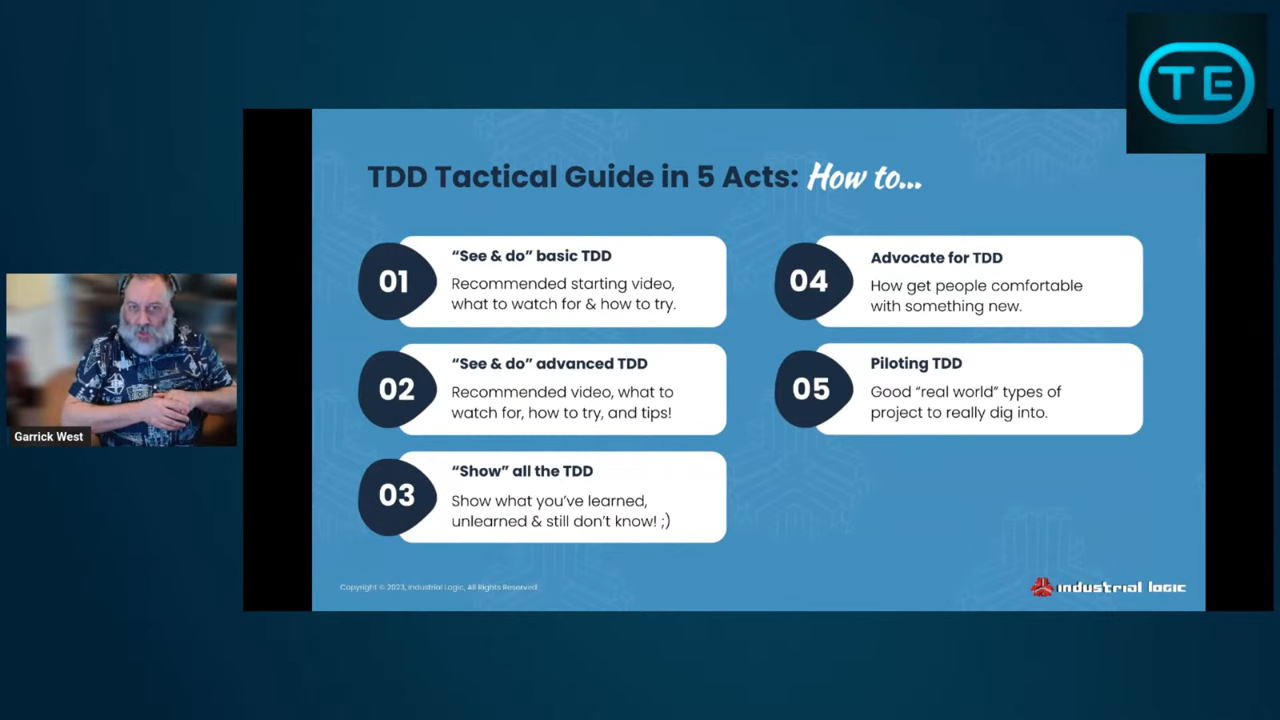 TE
TDD Tactical Guide in 5 Acts: How to...
01
“See & do” basic TDD
Recommended starting video,
what to watch for & how to try.
02
“See & do” advanced TDD
Recommended video, what to
watch for, how to try, and tips!
03
“Show” all the TDD
Show what you’ve learned,
unlearned & still don’t know! ;)
04
Advocate for TDD
How get people comfortable
with something new.
05
Piloting TDD
Good “real world” types of
project to really dig into.
Garrick West
Copyright © 2023, Industrial Logic, All Rights Reserved
industrial logic